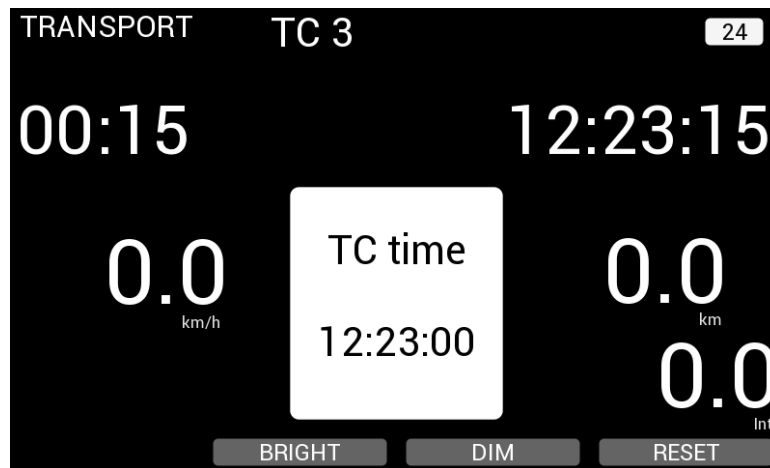 TRANSPORT TC 3 24
00:15 12:23:15
TC time
12:23:00
0.0
km/h
0.0
km
0.0
Int
BRIGHT DIM RESET